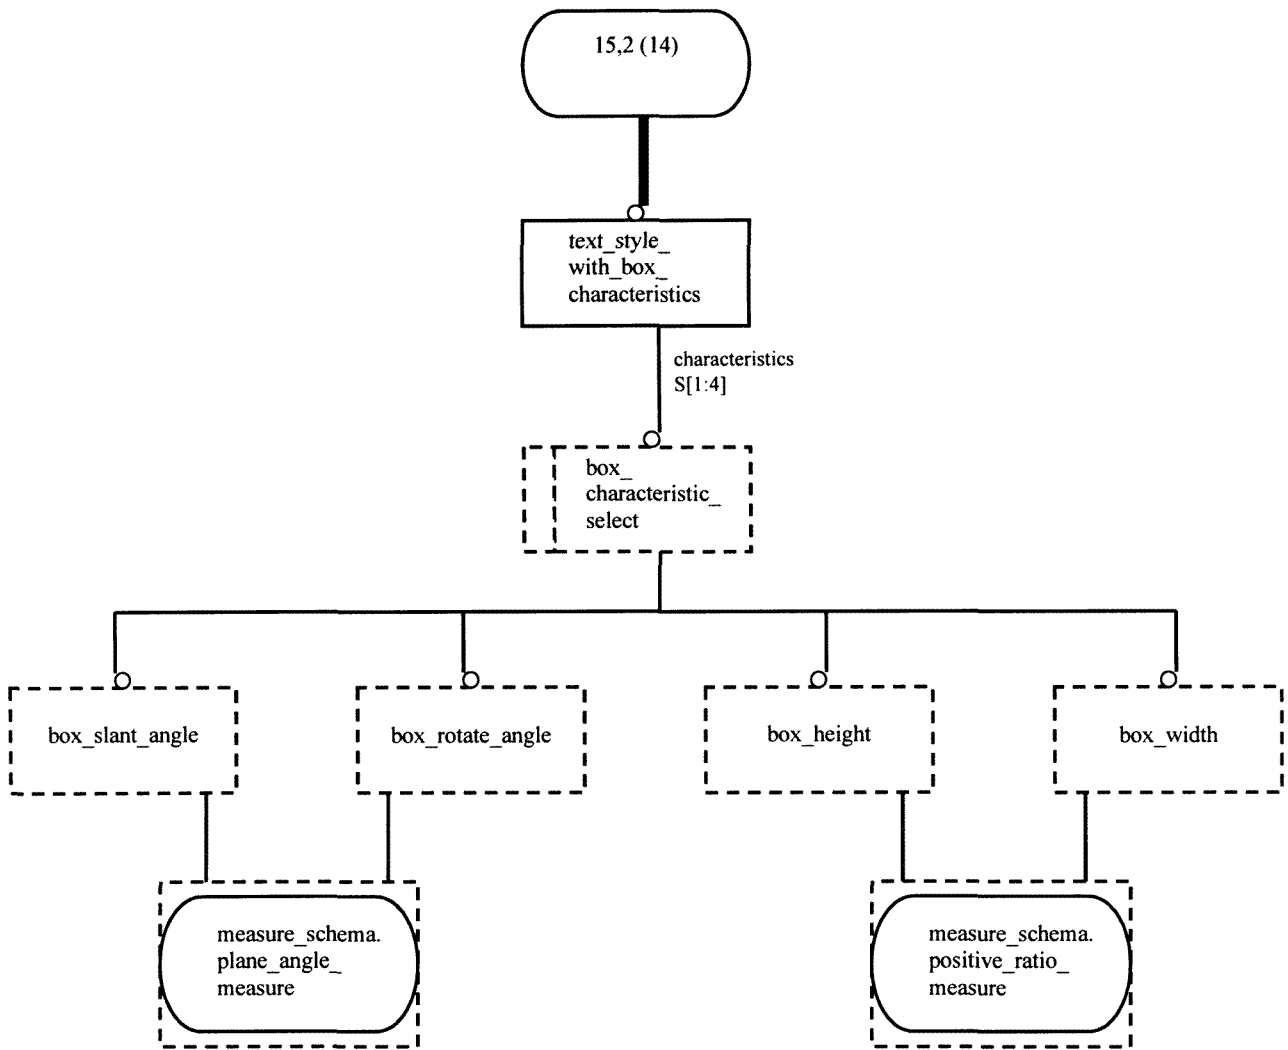 15,2 (14)
text_style_
with_box_
characteristics
characteristics
S[1:4]
box_
characteristic_
select
box_slant_angle
box_rotate_angle
box_height
box_width
measure_schema.
plane_angle_
measure
measure_schema.
positive_ratio_
measure